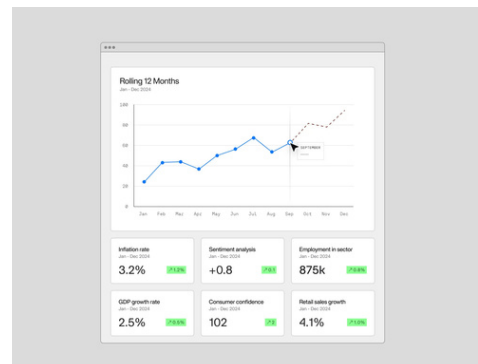 Rolling 12 Months
Jan - Dec 2024
100
80
60
40
20
0
Jan Feb Mar Apr May Jun Jul Aug Sep Oct Nov Dec
SEPTEMBER
Inflation rate
Jan - Dec 2024
3.2%
Sentiment analysis
Jan - Dec 2024
+0.8
↗ 0.1
Employment in sector
Jan - Dec 2024
875k
GDP growth rate
Jan - Dec 2024
2.5%
Consumer confidence
Jan - Dec 2024
102
Retail sales growth
Jan - Dec 2024
4.1%